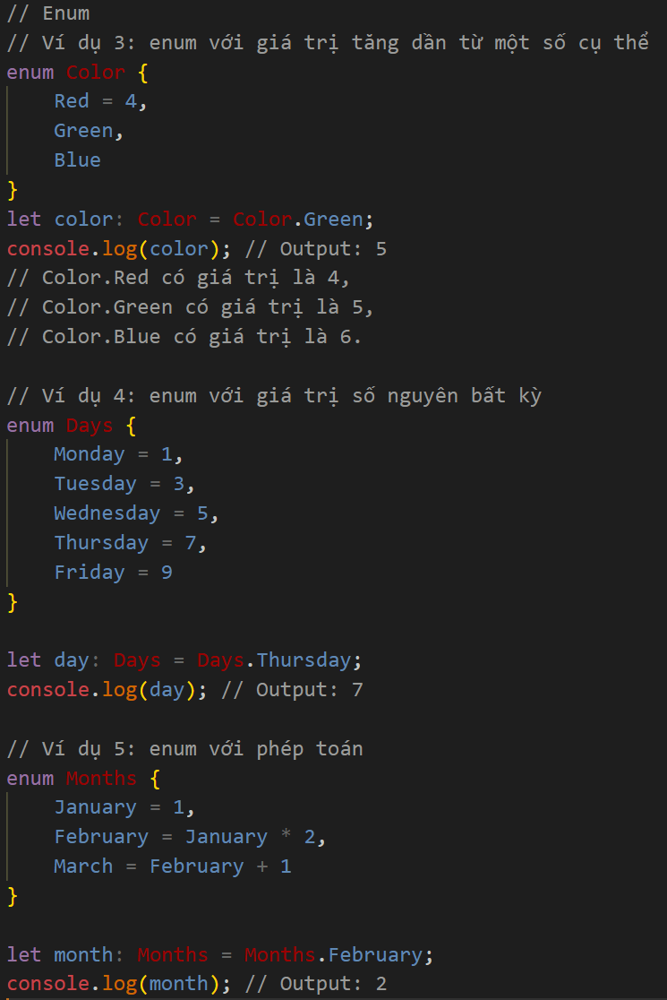 // Enum
// Ví dụ 3: enum với giá trị tăng dần từ một số cụ thể
enum Color {
    Red = 4,
    Green,
    Blue
}
let color: Color = Color.Green;
console.log(color); // Output: 5
// Color.Red có giá trị là 4,
// Color.Green có giá trị là 5,
// Color.Blue có giá trị là 6.

// Ví dụ 4: enum với giá trị số nguyên bất kỳ
enum Days {
    Monday = 1,
    Tuesday = 3,
    Wednesday = 5,
    Thursday = 7,
    Friday = 9
}

let day: Days = Days.Thursday;
console.log(day); // Output: 7

// Ví dụ 5: enum với phép toán
enum Months {
    January = 1,
    February = January * 2,
    March = February + 1
}

let month: Months = Months.February;
console.log(month); // Output: 2